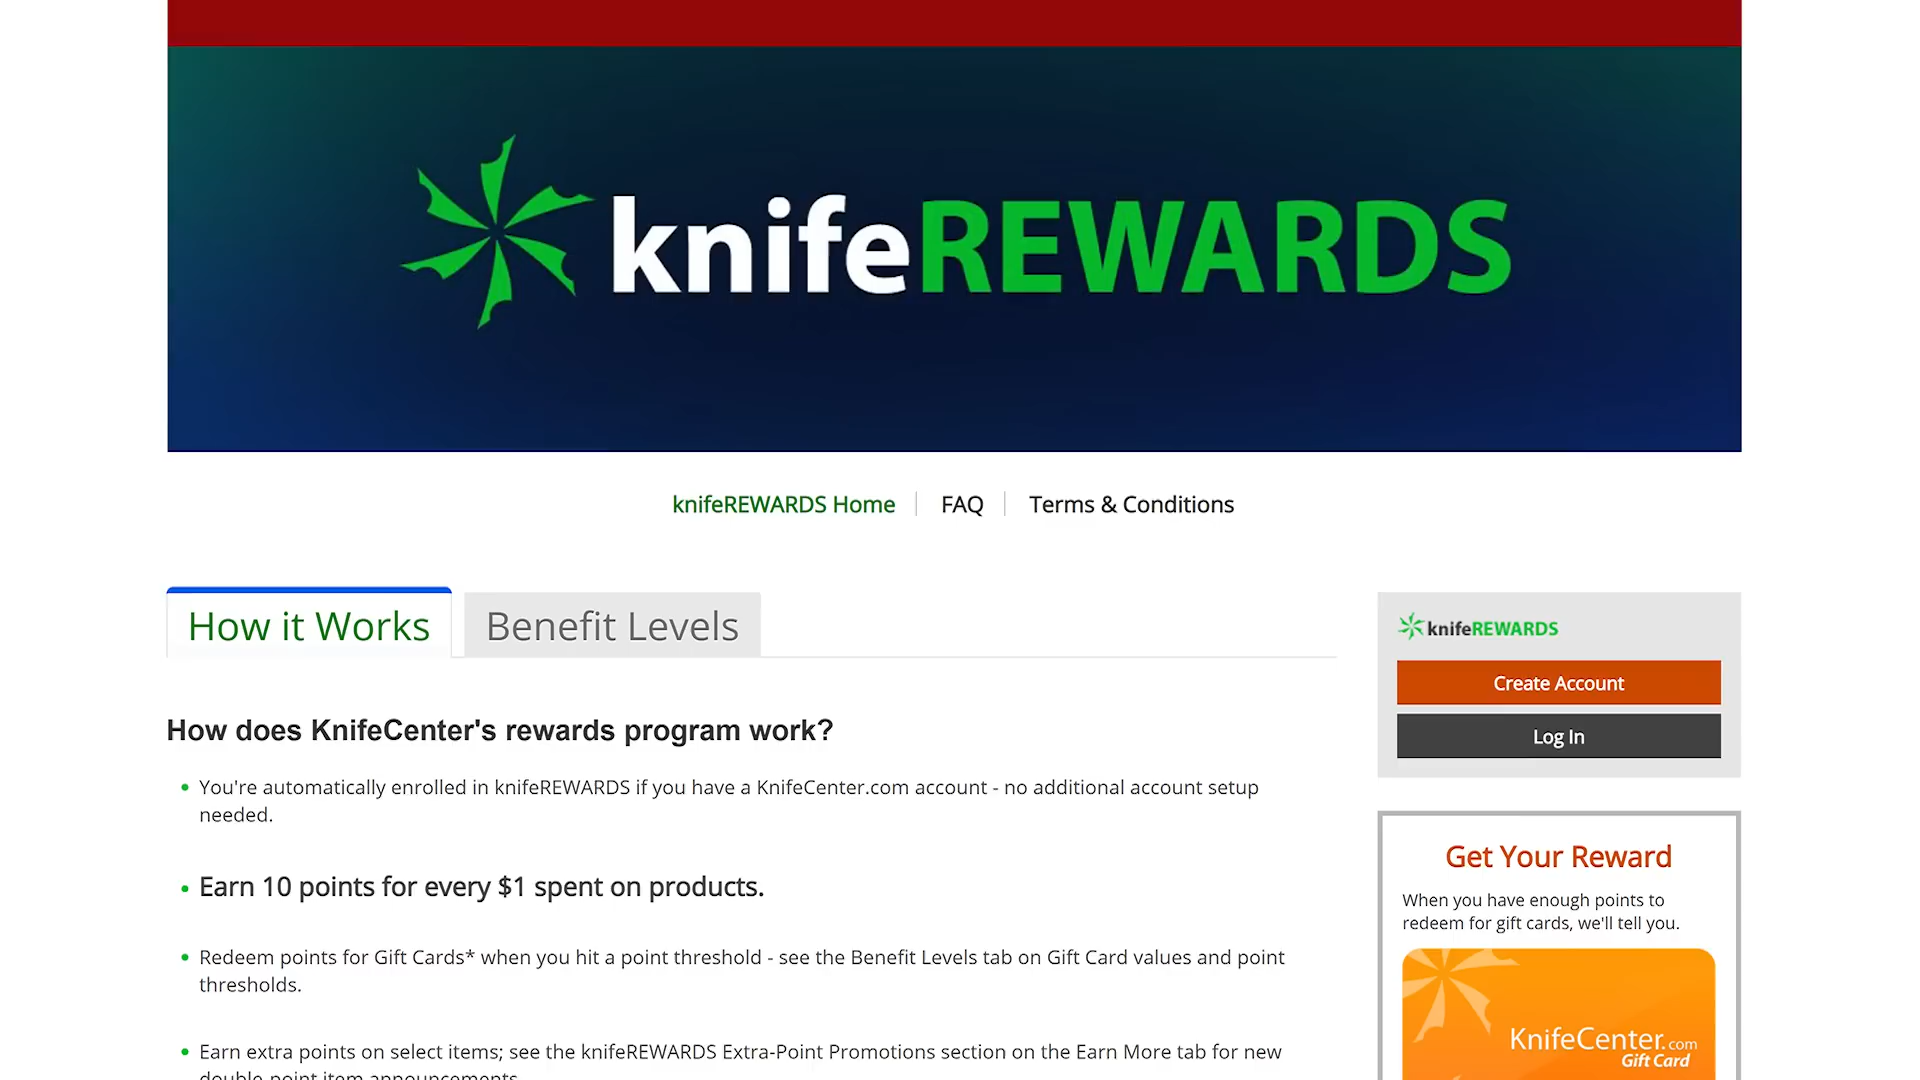 knifeREWARDS
knifeREWARDS Home
FAQ
Terms & Conditions
How it Works
Benefit Levels
How does KnifeCenter's rewards program work?
You're automatically enrolled in knifeREWARDS if you have a KnifeCenter.com account - no additional account setup
needed.
Earn 10 points for every $1 spent on products.
Redeem points for Gift Cards* when you hit a point threshold - see the Benefit Levels tab on Gift Card values and point
thresholds.
Earn extra points on select items; see the knifeREWARDS Extra-Point Promotions section on the Earn More tab for new
double-point item announcements.
knifeREWARDS
Create Account
Log In
Get Your Reward
When you have enough points to
redeem for gift cards, we'll tell you.
KnifeCenter.com
Gift Card